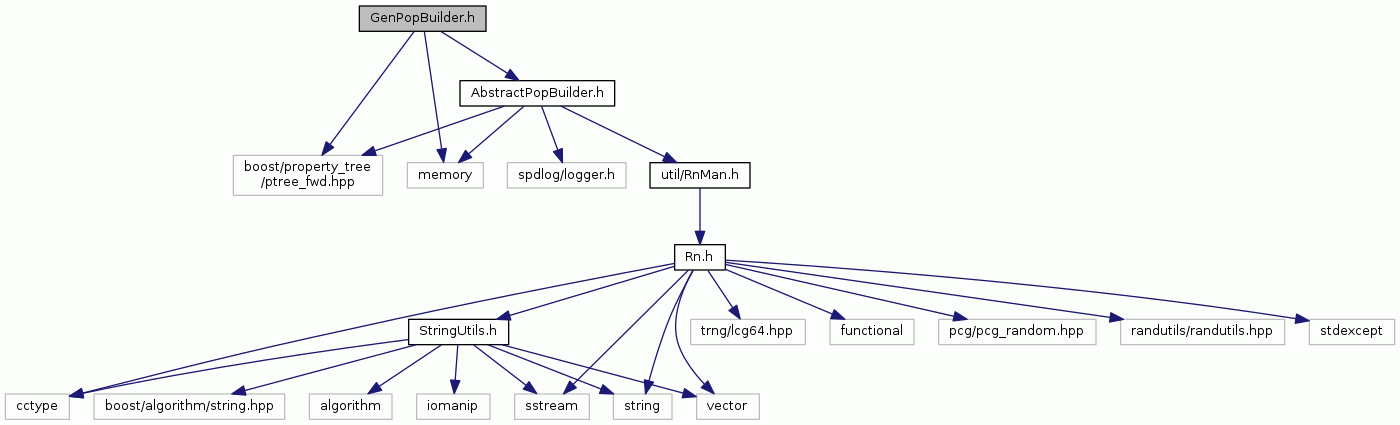 GenPopBuilder.h
AbstractPopBuilder.h
boost/property_tree
/ptree_fwd.hpp
memory
spdlog/logger.h
util/RnMan.h
Rn.h
StringUtils.h
trng/lcg64.hpp
functional
pcg/pcg_random.hpp
randutils/randutils.hpp
stdexcept
cctype
boost/algorithm/string.hpp
algorithm
iomanip
sstream
string
vector